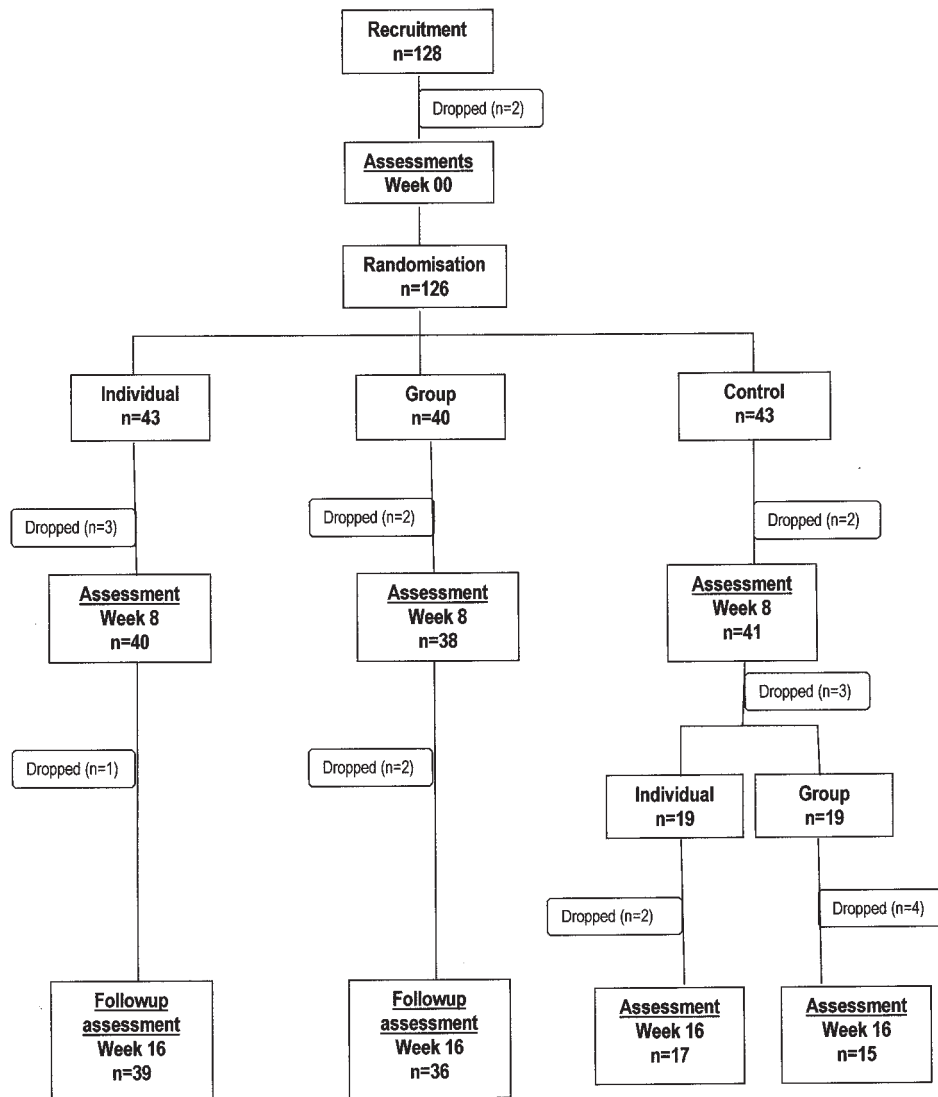 Recruitment
n=128
Dropped (n=2)
Assessments
Week 00
Randomisation
n=126
Individual
n=43
Group
n=40
Control
n=43
Dropped (n=3)
Dropped (n=2)
Dropped (n=2)
Assessment
Week 8
n=40
Assessment
Week 8
n=38
Assessment
Week 8
n=41
Dropped (n=3)
Dropped (n=1)
Dropped (n=2)
Individual
n=19
Group
n=19
Dropped (n=2)
Dropped (n=4)
Followup
assessment
Week 16
n=39
Followup
assessment
Week 16
n=36
Assessment
Week 16
n=17
Assessment
Week 16
n=15